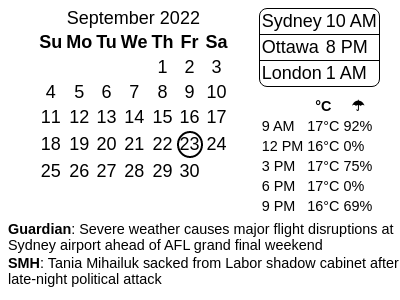 September 2022
Su Mo Tu We Th Fr Sa
1 2 3
4 5 6 7 8 9 10
11 12 13 14 15 16 17
18 19 20 21 22 23 24
25 26 27 28 29 30
Sydney 10 AM
Ottawa 8 PM
London 1 AM
°C ☂
9 AM 17°C 92%
12 PM 16°C 0%
3 PM 17°C 75%
6 PM 17°C 0%
9 PM 16°C 69%
Guardian: Severe weather causes major flight disruptions at
Sydney airport ahead of AFL grand final weekend
SMH: Tania Mihailuk sacked from Labor shadow cabinet after
late-night political attack